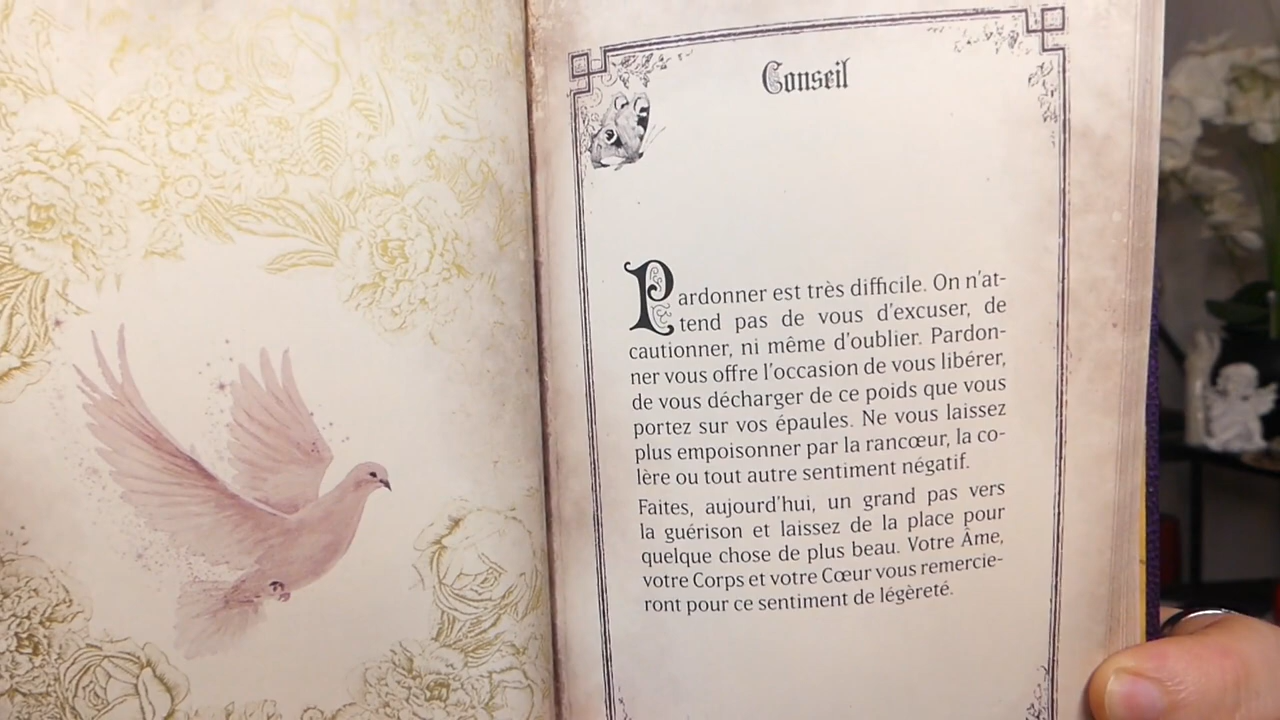 Conseil
Pardonner est très difficile. On n'at-
tend pas de vous d'excuser, de
cautionner, ni même d'oublier. Pardon-
ner vous offre l'occasion de vous libérer,
de vous décharger de ce poids que vous
portez sur vos épaules. Ne vous laissez
plus empoisonner par la rancœur, la co-
lère ou tout autre sentiment négatif.
Faites, aujourd'hui, un grand pas vers
la guérison et laissez de la place pour
quelque chose de plus beau. Votre Âme,
votre Corps et votre Cœur vous remercie-
ront pour ce sentiment de légèreté.